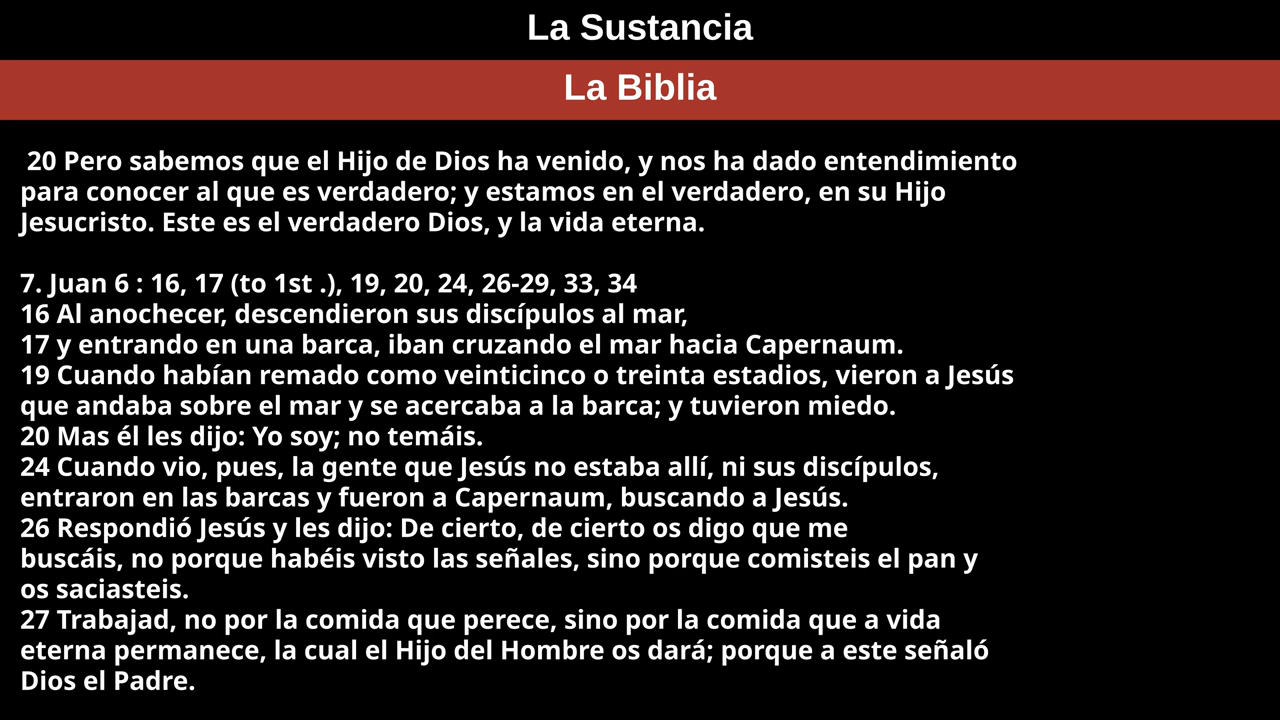 La Sustancia
La Biblia
20 Pero sabemos que el Hijo de Dios ha venido, y nos ha dado entendimiento
para conocer al que es verdadero; y estamos en el verdadero, en su Hijo
Jesucristo. Este es el verdadero Dios, y la vida eterna.
7. Juan 6 : 16, 17 (to 1st .), 19, 20, 24, 26-29, 33, 34
16 Al anochecer, descendieron sus discípulos al mar,
17 y entrando en una barca, iban cruzando el mar hacia Capernaum.
19 Cuando habían remado como veinticinco o treinta estadios, vieron a Jesús
que andaba sobre el mar y se acercaba a la barca; y tuvieron miedo.
20 Mas él les dijo: Yo soy; no temáis.
24 Cuando vio, pues, la gente que Jesús no estaba allí, ni sus discípulos,
entraron en las barcas y fueron a Capernaum, buscando a Jesús.
26 Respondió Jesús y les dijo: De cierto, de cierto os digo que me
buscáis, no porque habéis visto las señales, sino porque comisteis el pan y
os saciasteis.
27 Trabajad, no por la comida que perece, sino por la comida que a vida
eterna permanece, la cual el Hijo del Hombre os dará; porque a este señaló
Dios el Padre.